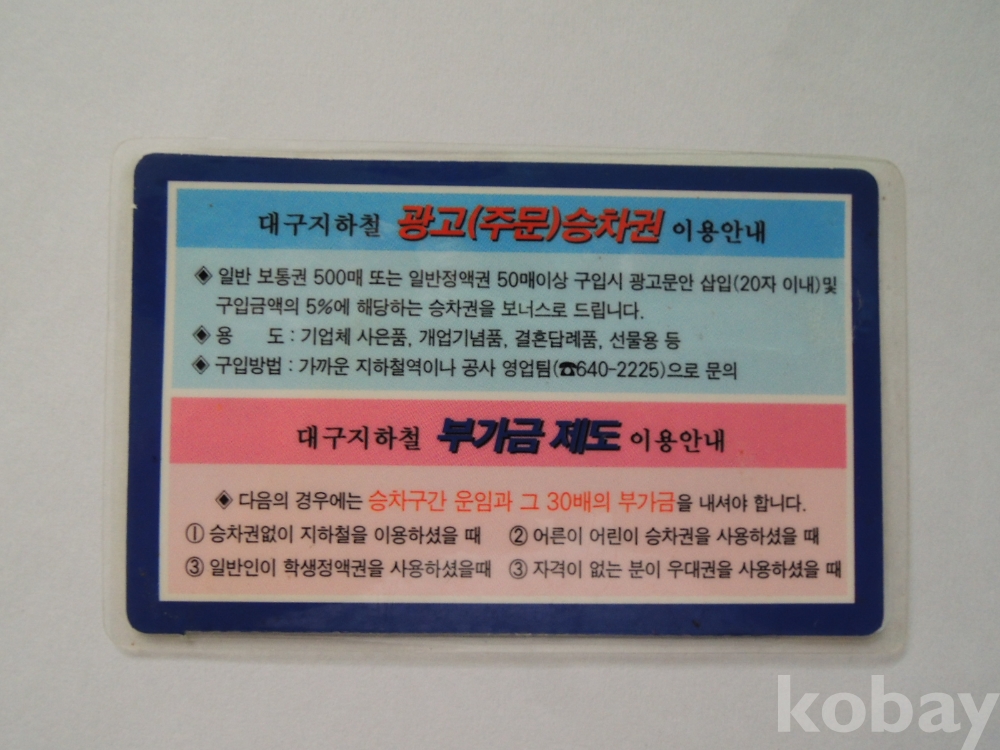 대구지하철 광고(주문)승차권 이용안내
◈ 일반 보통권 500매 또는 일반정액권 50매이상 구입시 광고문안 삽입(20자 이내)및
구입금액의 5%에 해당하는 승차권을 보너스로 드립니다.
◈ 용 도 : 기업체 사은품, 개업기념품, 결혼답례품, 선물용 등
◈ 구입방법 : 가까운 지하철역이나 공사 영업팀(☎640-2225)으로 문의
대구지하철 부가금 제도 이용안내
◈ 다음의 경우에는 승차구간 운임과 그 30배의 부가금을 내셔야 합니다.
① 승차권없이 지하철을 이용하셨을 때 ② 어른이 어린이 승차권을 사용하셨을 때
③ 일반인이 학생정액권을 사용하셨을때 ③ 자격이 없는 분이 우대권을 사용하셨을 때
kobay